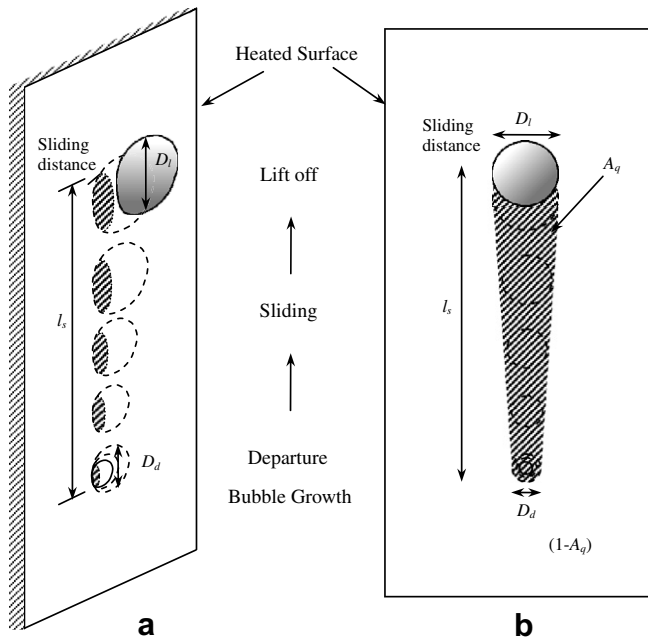 Heated Surface
Sliding
distance
D_l
l_s
D_d
Lift off
Sliding
Departure
Bubble Growth
D_l
Sliding
distance
A_q
l_s
D_d
(1-A_q)
a
b